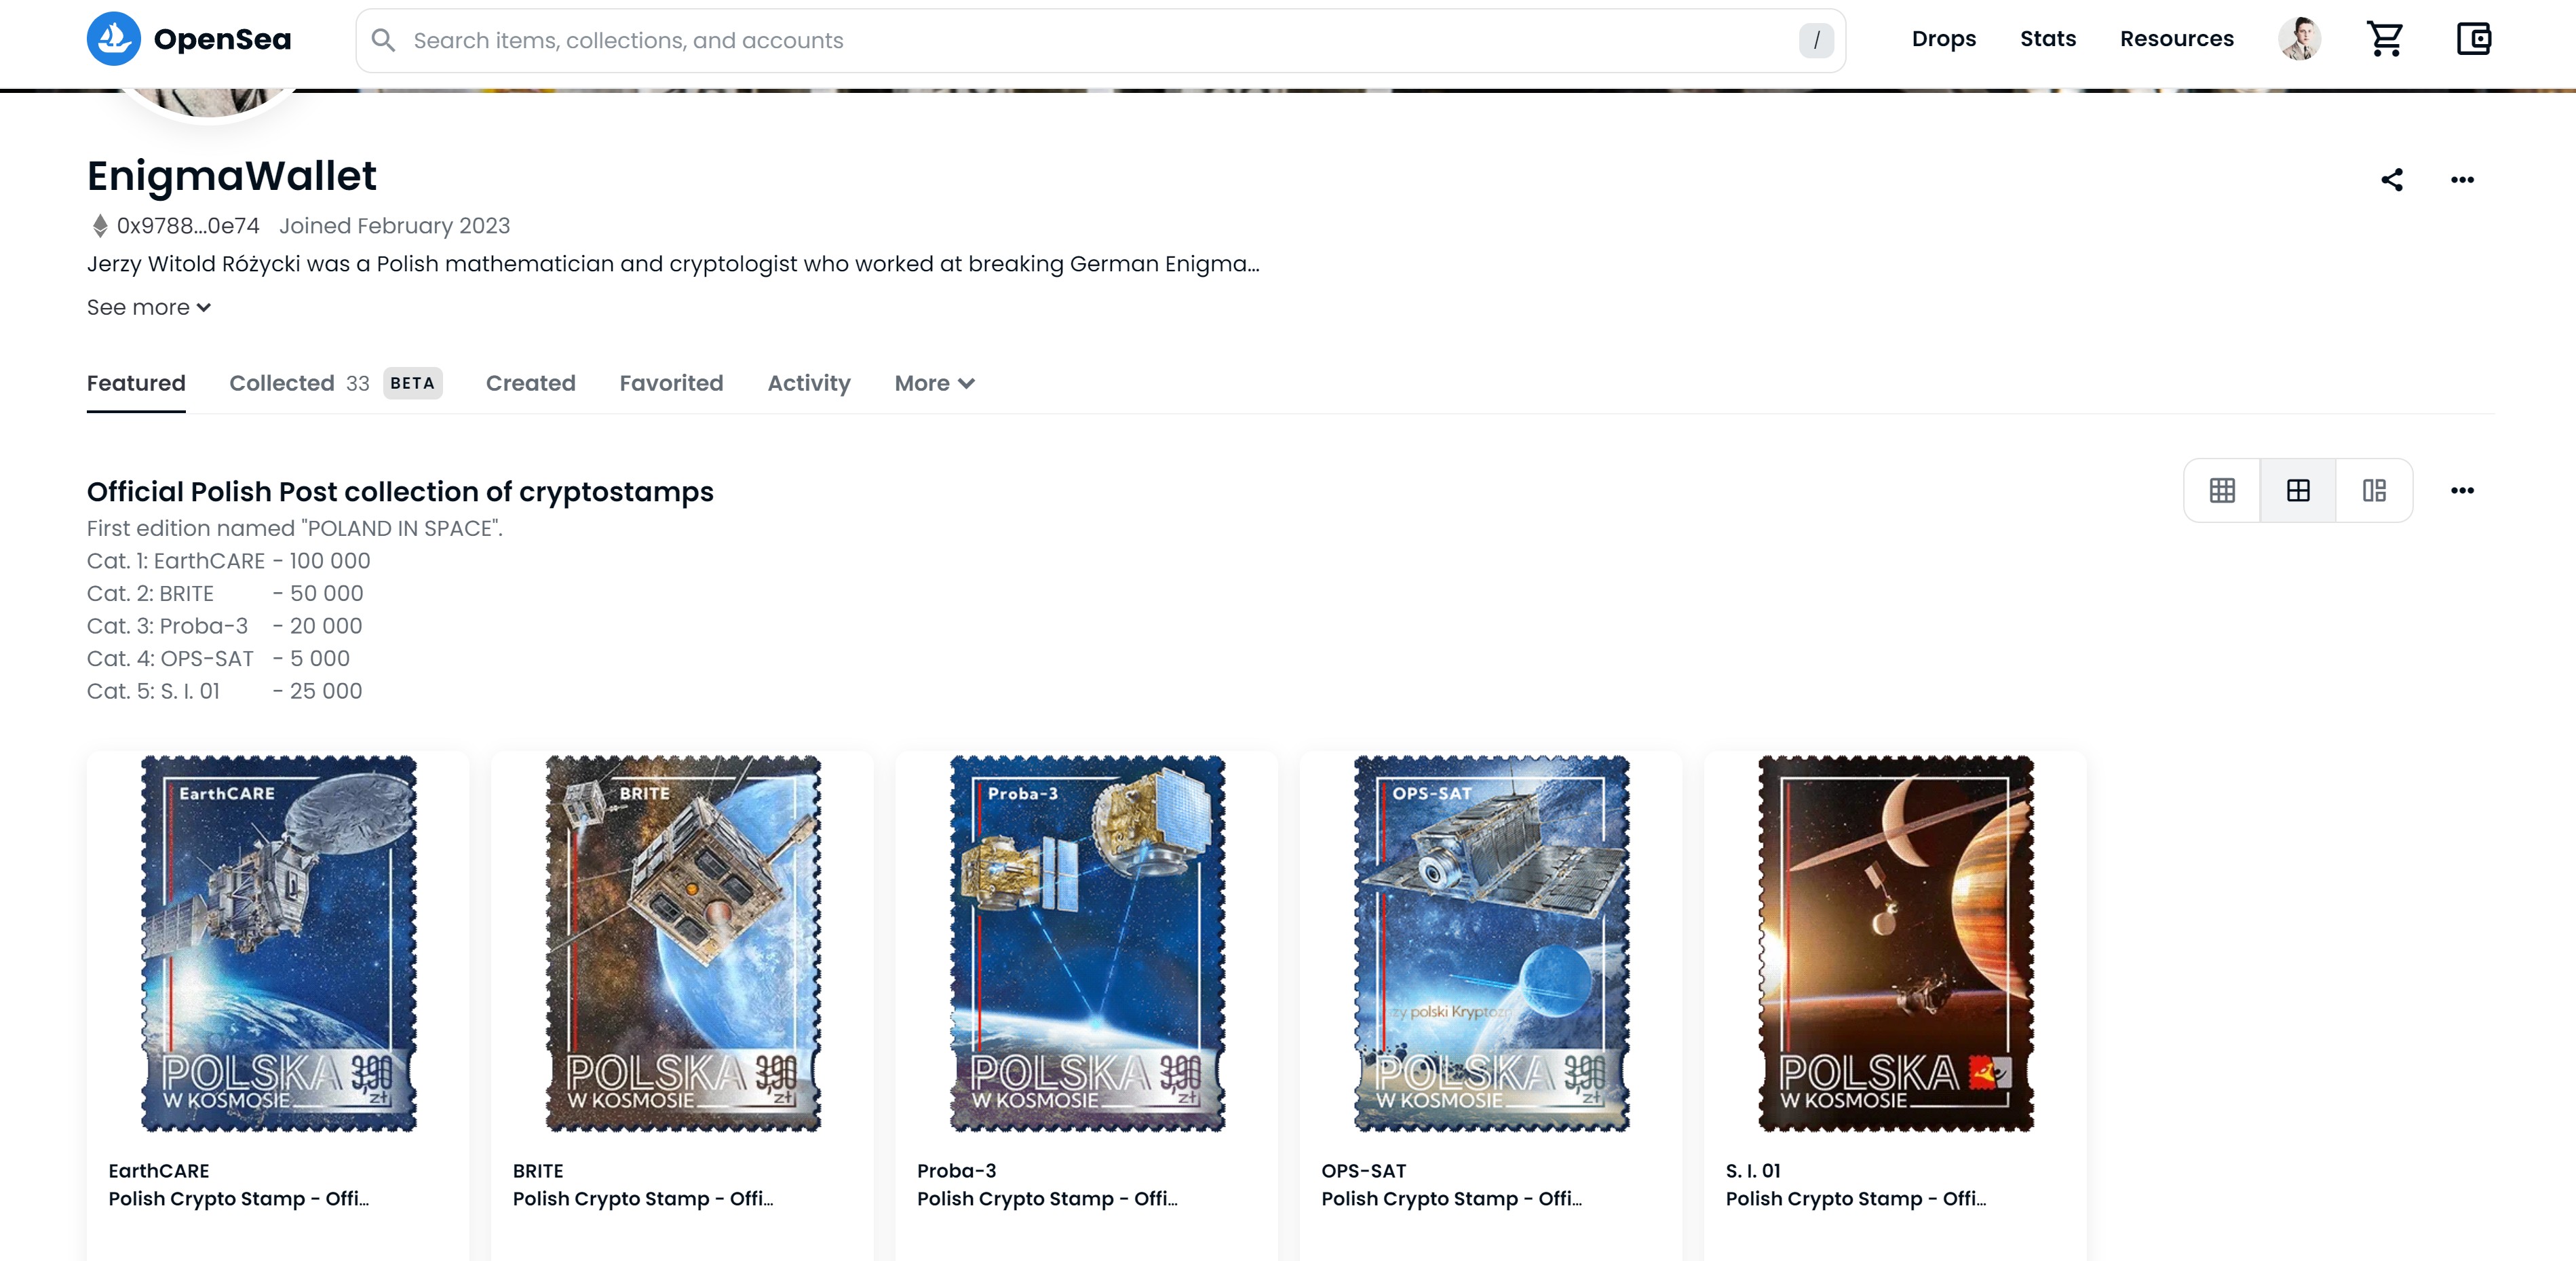 OpenSea
Search items, collections, and accounts
/
Drops
Stats
Resources
EnigmaWallet
0x9788...0e74 Joined February 2023
Jerzy Witold Różycki was a Polish mathematician and cryptologist who worked at breaking German Enigma...
See more
Featured
Collected 33 BETA
Created
Favorited
Activity
More
Official Polish Post collection of cryptostamps
First edition named "POLAND IN SPACE".
Cat. 1: EarthCARE - 100 000
Cat. 2: BRITE - 50 000
Cat. 3: Proba-3 - 20 000
Cat. 4: OPS-SAT - 5 000
Cat. 5: S. I. 01 - 25 000
EarthCARE
POLSKA 3,90
W KOSMOSIE zł
EarthCARE
Polish Crypto Stamp - Offi...
BRITE
POLSKA 3,90
W KOSMOSIE zł
BRITE
Polish Crypto Stamp - Offi...
Proba-3
POLSKA 3,90
W KOSMOSIE zł
Proba-3
Polish Crypto Stamp - Offi...
OPS-SAT
zy polski Kryptoz
POLSKA 3,90
W KOSMOSIE zł
OPS-SAT
Polish Crypto Stamp - Offi...
POLSKA
W KOSMOSIE
S. I. 01
Polish Crypto Stamp - Offi...